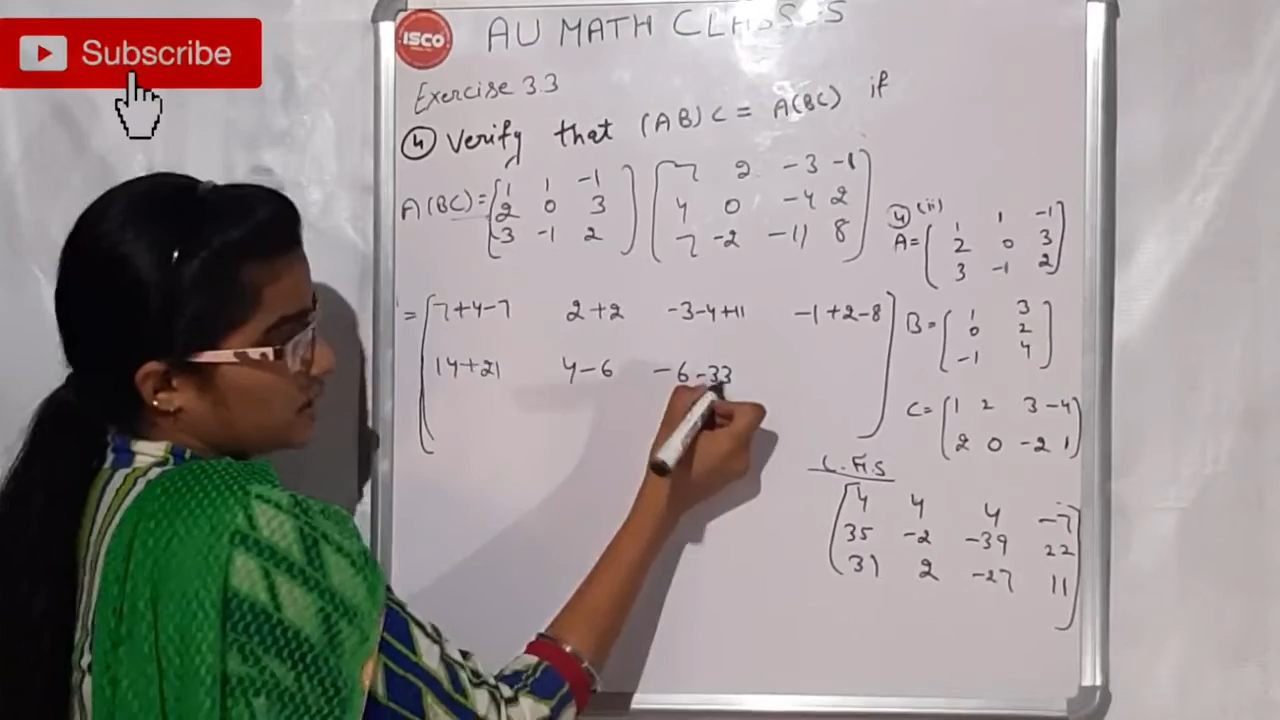 Subscribe
ISCO
AU MATH CLASSES
Exercise 3.3
④ Verify that (AB)C = A(BC) if
A(BC) = [1 1 -1] [7 2 -3 -1]
2 0 3 4 0 -4 2
3 -1 2 7 -2 -11 8
= [7+4-7 2+2 -3-4+11 -1+2-8]
14+21 4-6 -6-33
④ (ii)
A = [1 1 -1]
2 0 3
3 -1 2
B = [1 3]
0 2
-1 4
C = [1 2 3 -4]
2 0 -2 1
L.H.S
[4 4 4 -7]
35 -2 -39 22
31 2 -27 11